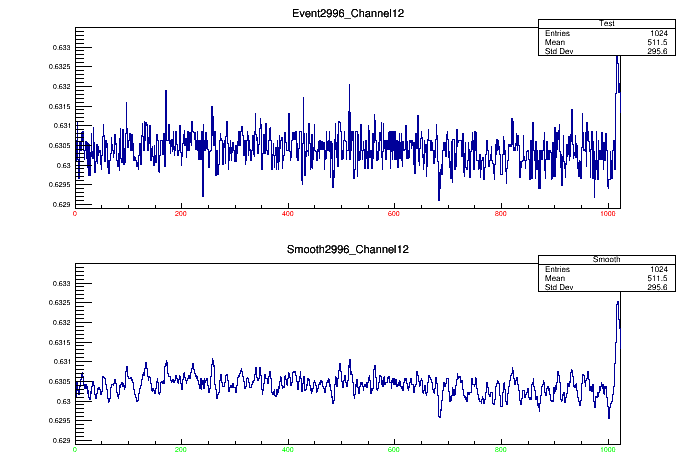 Event2996_Channel12
Test
Entries 1024
Mean 511.5
Std Dev 295.6
0.633
0.6325
0.632
0.6315
0.631
0.6305
0.63
0.6295
0.629
0 200 400 600 800 1000
Smooth2996_Channel12
Smooth
Entries 1024
Mean 511.5
Std Dev 295.6
0.633
0.6325
0.632
0.6315
0.631
0.6305
0.63
0.6295
0.629
0 200 400 600 800 1000